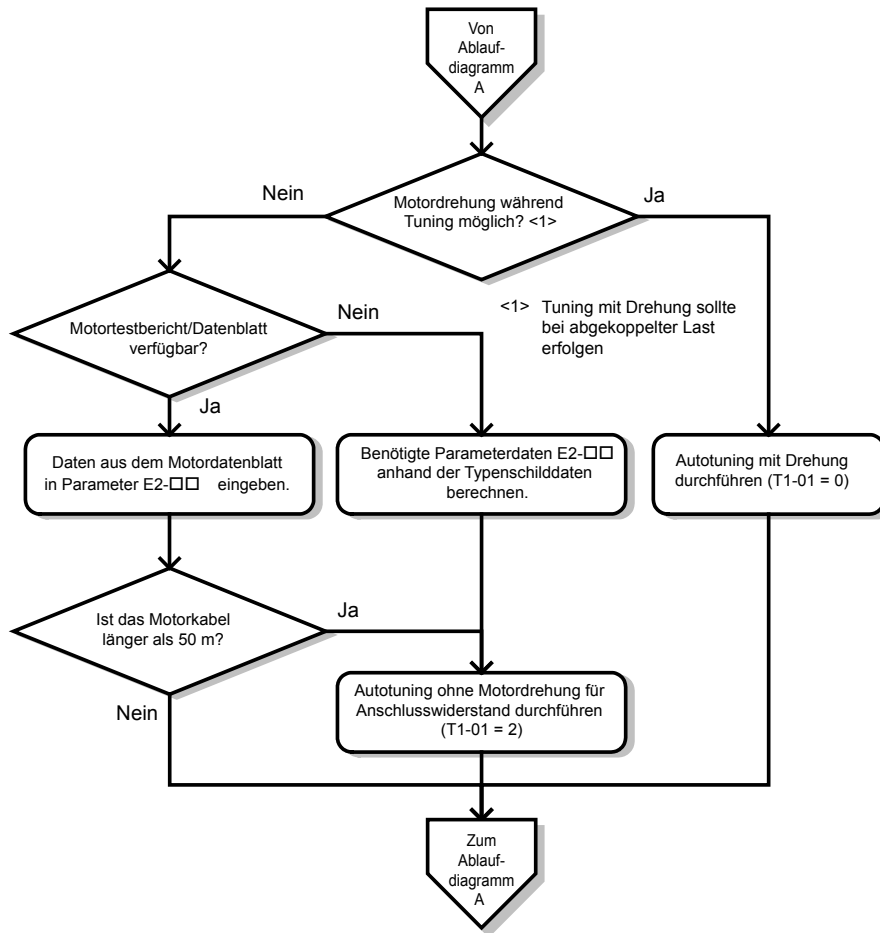 Von
Ablauf-
diagramm
A
Nein
Motordrehung während
Tuning möglich? <1>
Ja
Motortestbericht/Datenblatt
verfügbar?
Nein
<1> Tuning mit Drehung sollte
bei abgekoppelter Last
erfolgen
Ja
Daten aus dem Motordatenblatt
in Parameter E2-□□ eingeben.
Benötigte Parameterdaten E2-□□
anhand der Typenschilddaten
berechnen.
Autotuning mit Drehung
durchführen (T1-01 = 0)
Ist das Motorkabel
länger als 50 m?
Ja
Nein
Autotuning ohne Motordrehung für
Anschlusswiderstand durchführen
(T1-01 = 2)
Zum
Ablauf-
diagramm
A